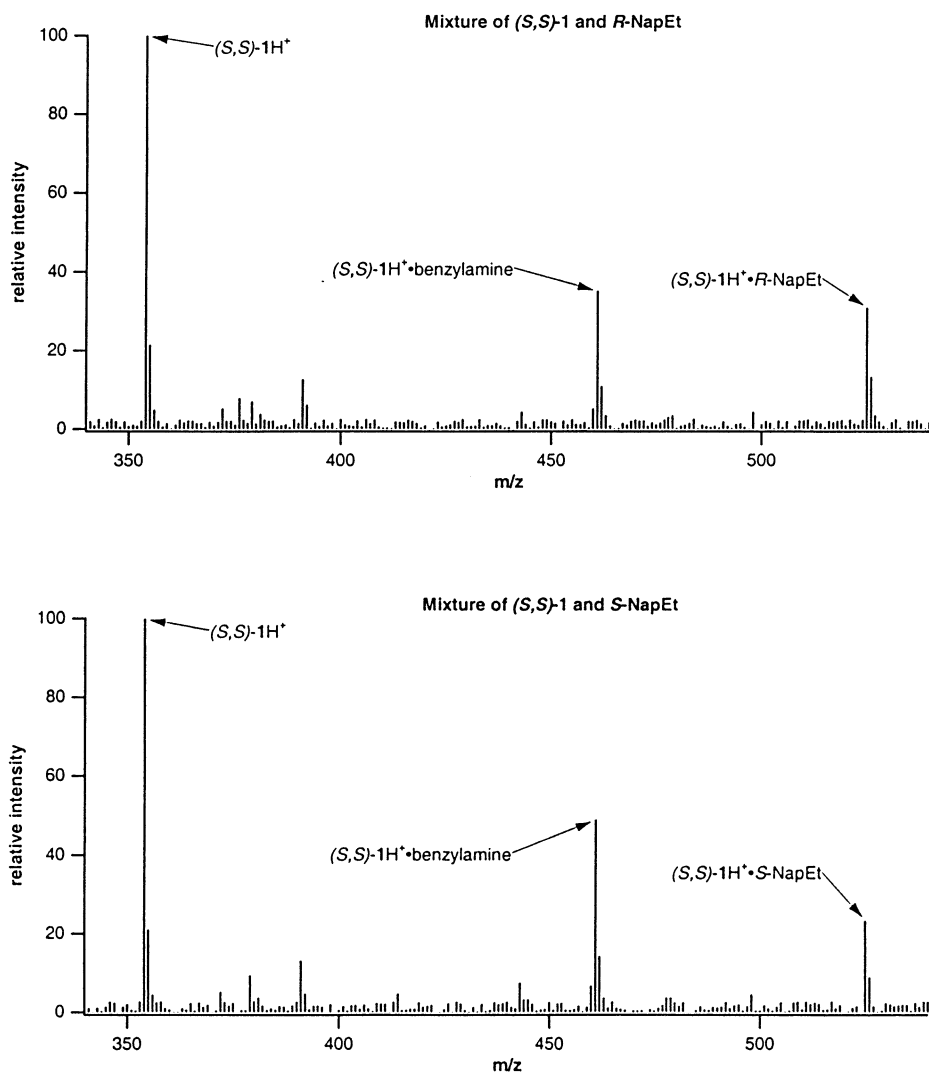 Mixture of (S,S)-1 and R-NapEt
100
80
60
40
20
0
relative intensity
(S,S)-1H⁺
(S,S)-1H⁺•benzylamine
(S,S)-1H⁺•R-NapEt
350
400
450
500
m/z
Mixture of (S,S)-1 and S-NapEt
100
80
60
40
20
0
relative intensity
(S,S)-1H⁺
(S,S)-1H⁺•benzylamine
(S,S)-1H⁺•S-NapEt
350
400
450
500
m/z